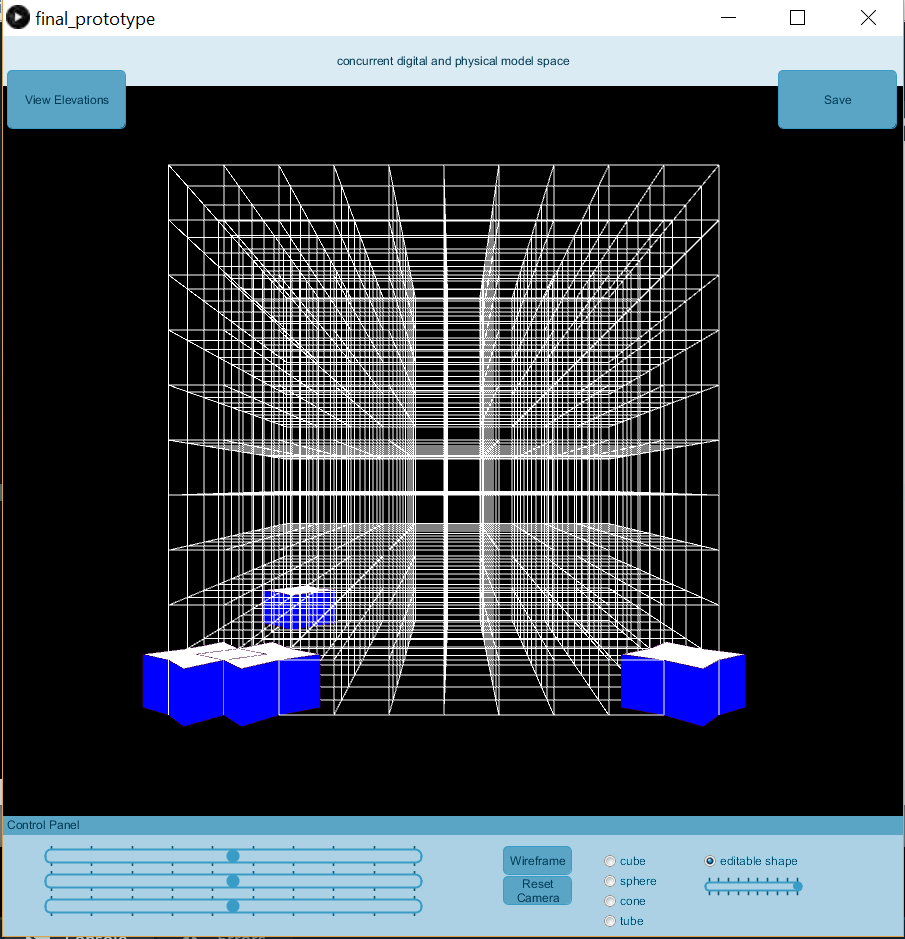 final_prototype
concurrent digital and physical model space
View Elevations
Save
Control Panel
Wireframe
Reset
Camera
cube
sphere
cone
tube
editable shape